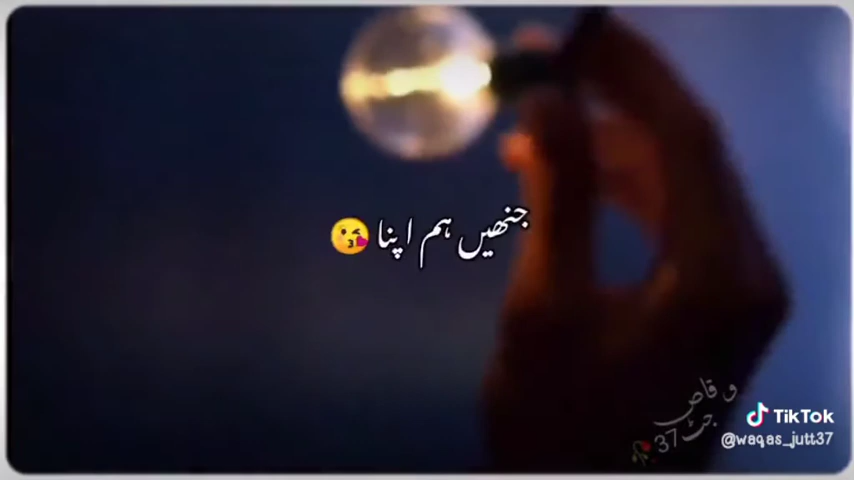 جنھیں ہم اپنا 😘
وقاص
جٹ 37 🥀
TikTok
@waqas_jutt37